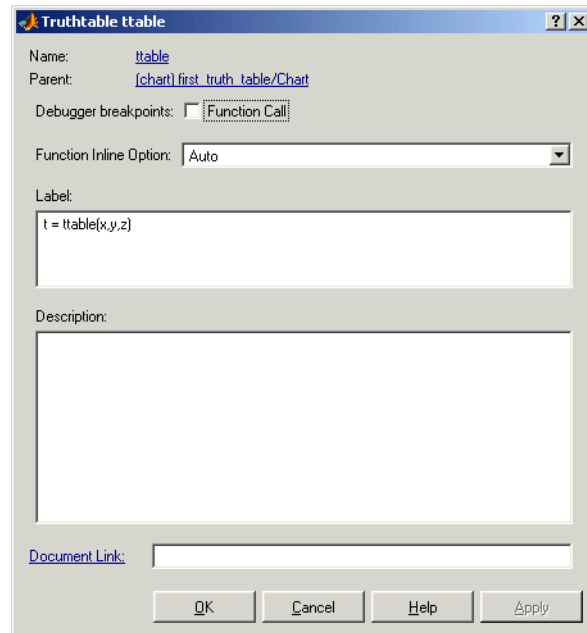 Truthtable ttable
Name: ttable
Parent: (chart) first_truth_table/Chart
Debugger breakpoints: Function Call
Function Inline Option: Auto
Label:
t = ttable(x,y,z)
Description:
Document Link:
OK Cancel Help Apply